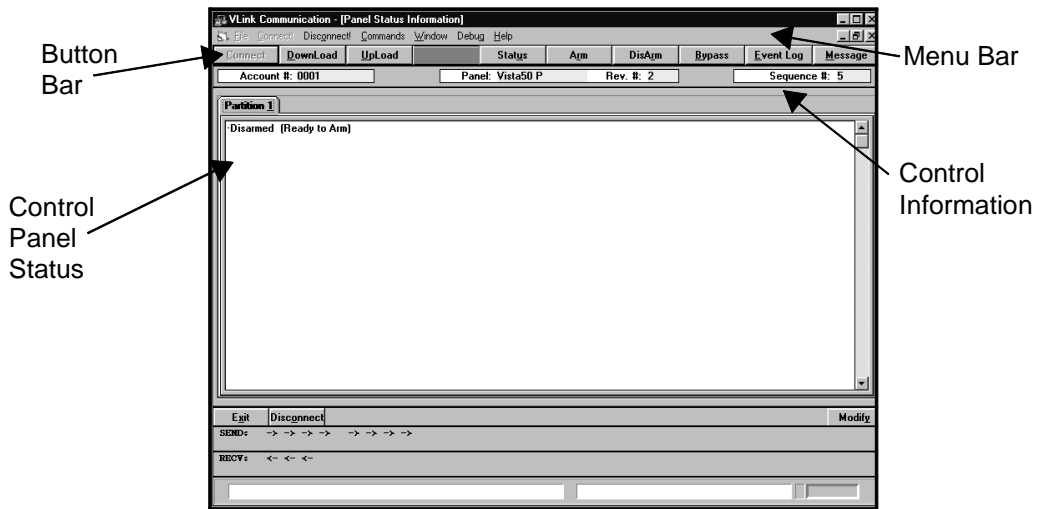 VLink Communication - [Panel Status Information]
File Connect! Disconnect! Commands Window Debug Help
Connect DownLoad UpLoad Status Arm DisArm Bypass Event Log Message
Account #: 0001 Panel: Vista50 P Rev. #: 2 Sequence #: 5
Partition 1
Disarmed (Ready to Arm)
Exit Disconnect Modify
SEND: -> -> -> -> -> -> -> ->
RECV: <- <- <-
Button
Bar
Menu Bar
Control
Information
Control
Panel
Status